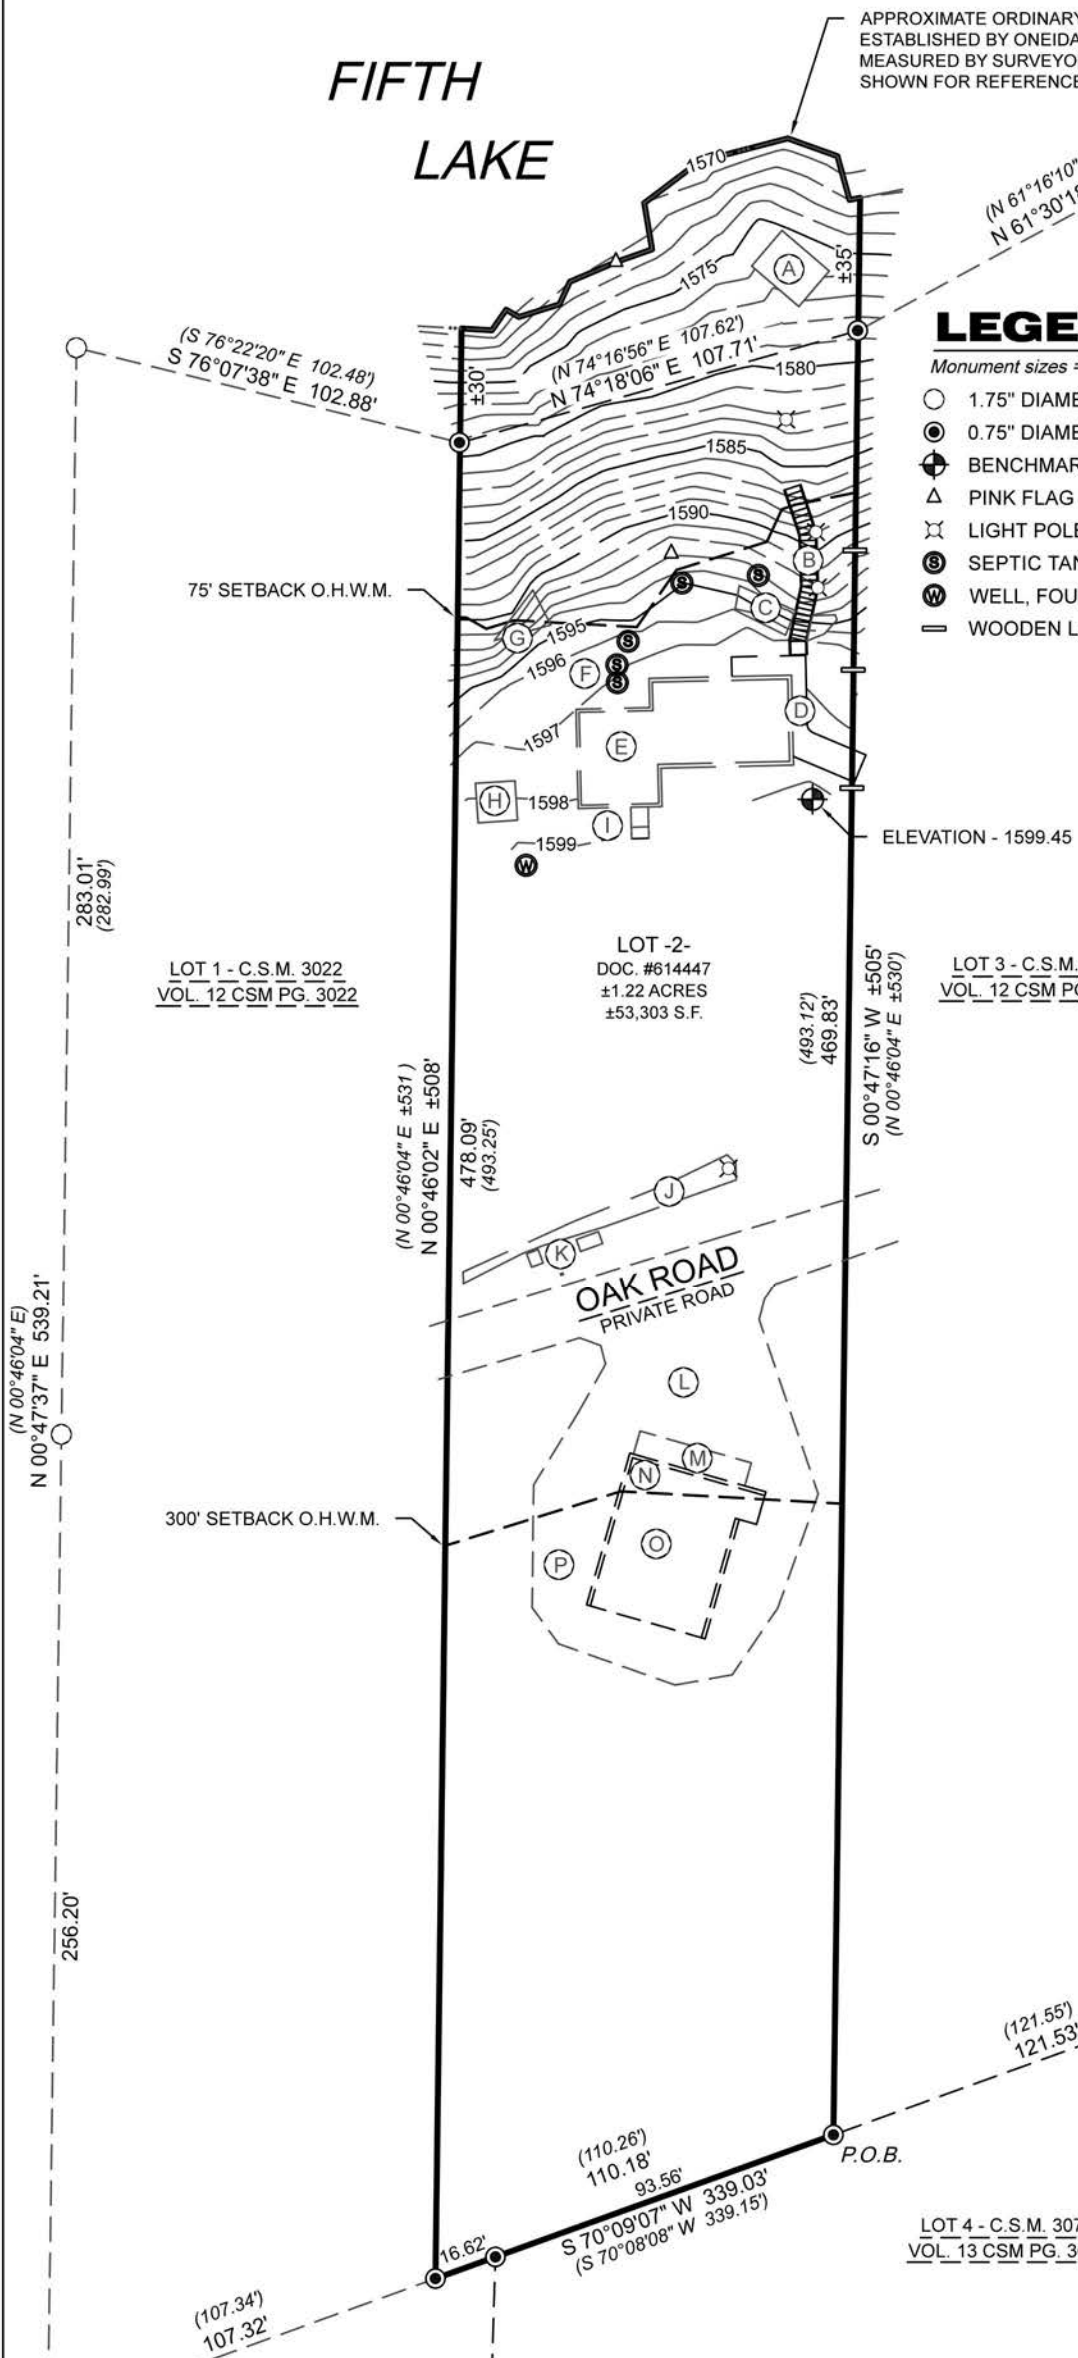 APPROXIMATE ORDINARY
ESTABLISHED BY ONEIDA
MEASURED BY
SHOWN FOR REFERENCE
FIFTH
LAKE
1570
(N 61°16'10"
N 61°30'18
1575
A
±35'
LEGE
Monument sizes =
1.75" DIAME
0.75" DIAME
BENCHMAR
PINK FLAG
LIGHT POLE
S SEPTIC TAN
W WELL, FOU
WOODEN L
(S 76°22'20" E 102.48')
S 76°07'38" E 102.88'
±30'
(N 74°16'56" E 107.62')
N 74°18'06" E 107.71'
1580
1585
1590
B
S
S
75' SETBACK O.H.W.M.
C
G
1595
S
1596
F
S
S
D
1597
E
H
1598
I
1599
W
ELEVATION - 1599.45
283.01'
(282.99')
LOT 1 - C.S.M. 3022
VOL. 12 CSM PG. 3022
LOT -2-
DOC. #614447
±1.22 ACRES
±53,303 S.F.
(493.12')
469.83'
S 00°47'16" W ±505'
(N 00°46'04" E ±530')
LOT 3 - C.S.M.
VOL. 12 CSM PG
(N 00°46'04" E ±531 )
N 00°46'02" E ±508'
478.09'
(493.25')
J
K
OAK ROAD
PRIVATE ROAD
(N 00°46'04" E)
N 00°47'37" E 539.21'
L
M
N
300' SETBACK O.H.W.M.
O
P
256.20'
(121.55')
121.53'
P.O.B.
(110.26')
110.18'
93.56'
S 70°09'07" W 339.03'
(S 70°08'08" W 339.15')
16.62'
LOT 4 - C.S.M. 307
VOL. 13 CSM PG. 3
(107.34')
107.32'